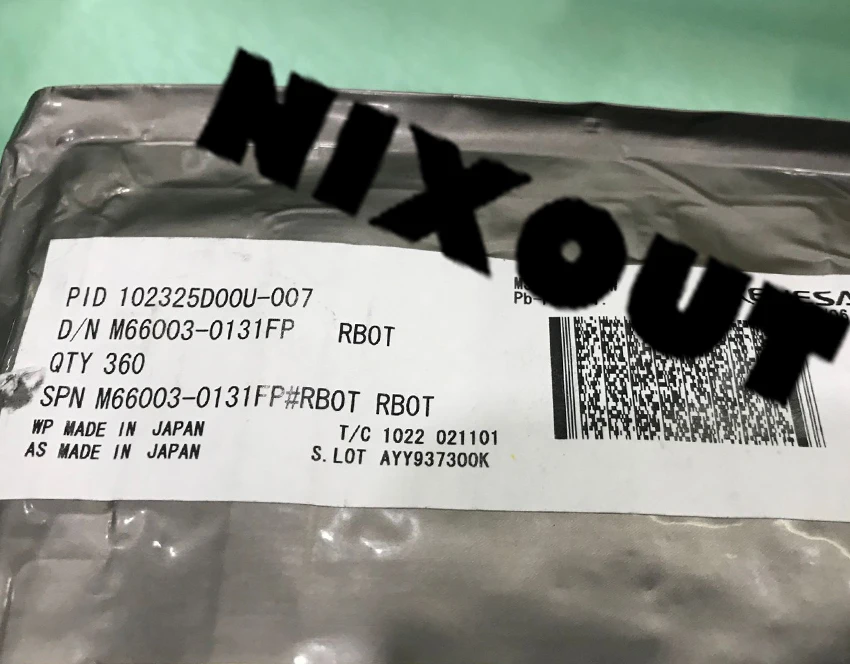 NIXOUT
PID 102325D00U-007
D/N M66003-0131FP RB0T
QTY 360
SPN M66003-0131FP#RB0T RB0T
WP MADE IN JAPAN
AS MADE IN JAPAN
T/C 1022 021101
S.LOT AYY937300K